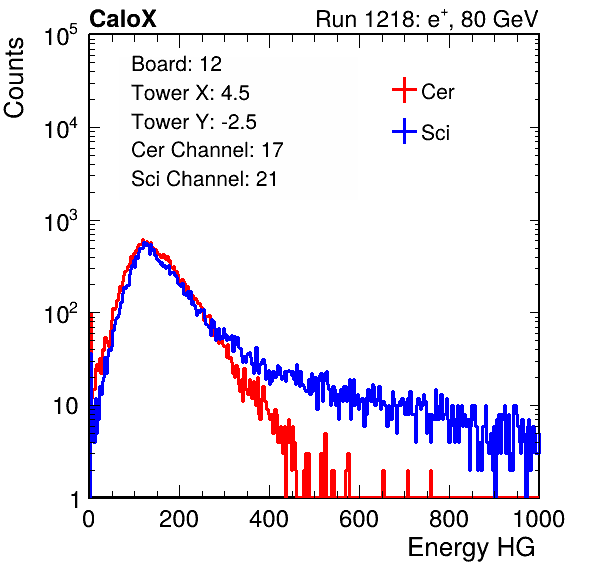 CaloX Run 1218: e⁺, 80 GeV
Counts
10⁵
10⁴
10³
10²
10
1
Board: 12
Tower X: 4.5
Tower Y: -2.5
Cer Channel: 17
Sci Channel: 21
Cer
Sci
0 200 400 600 800 1000
Energy HG